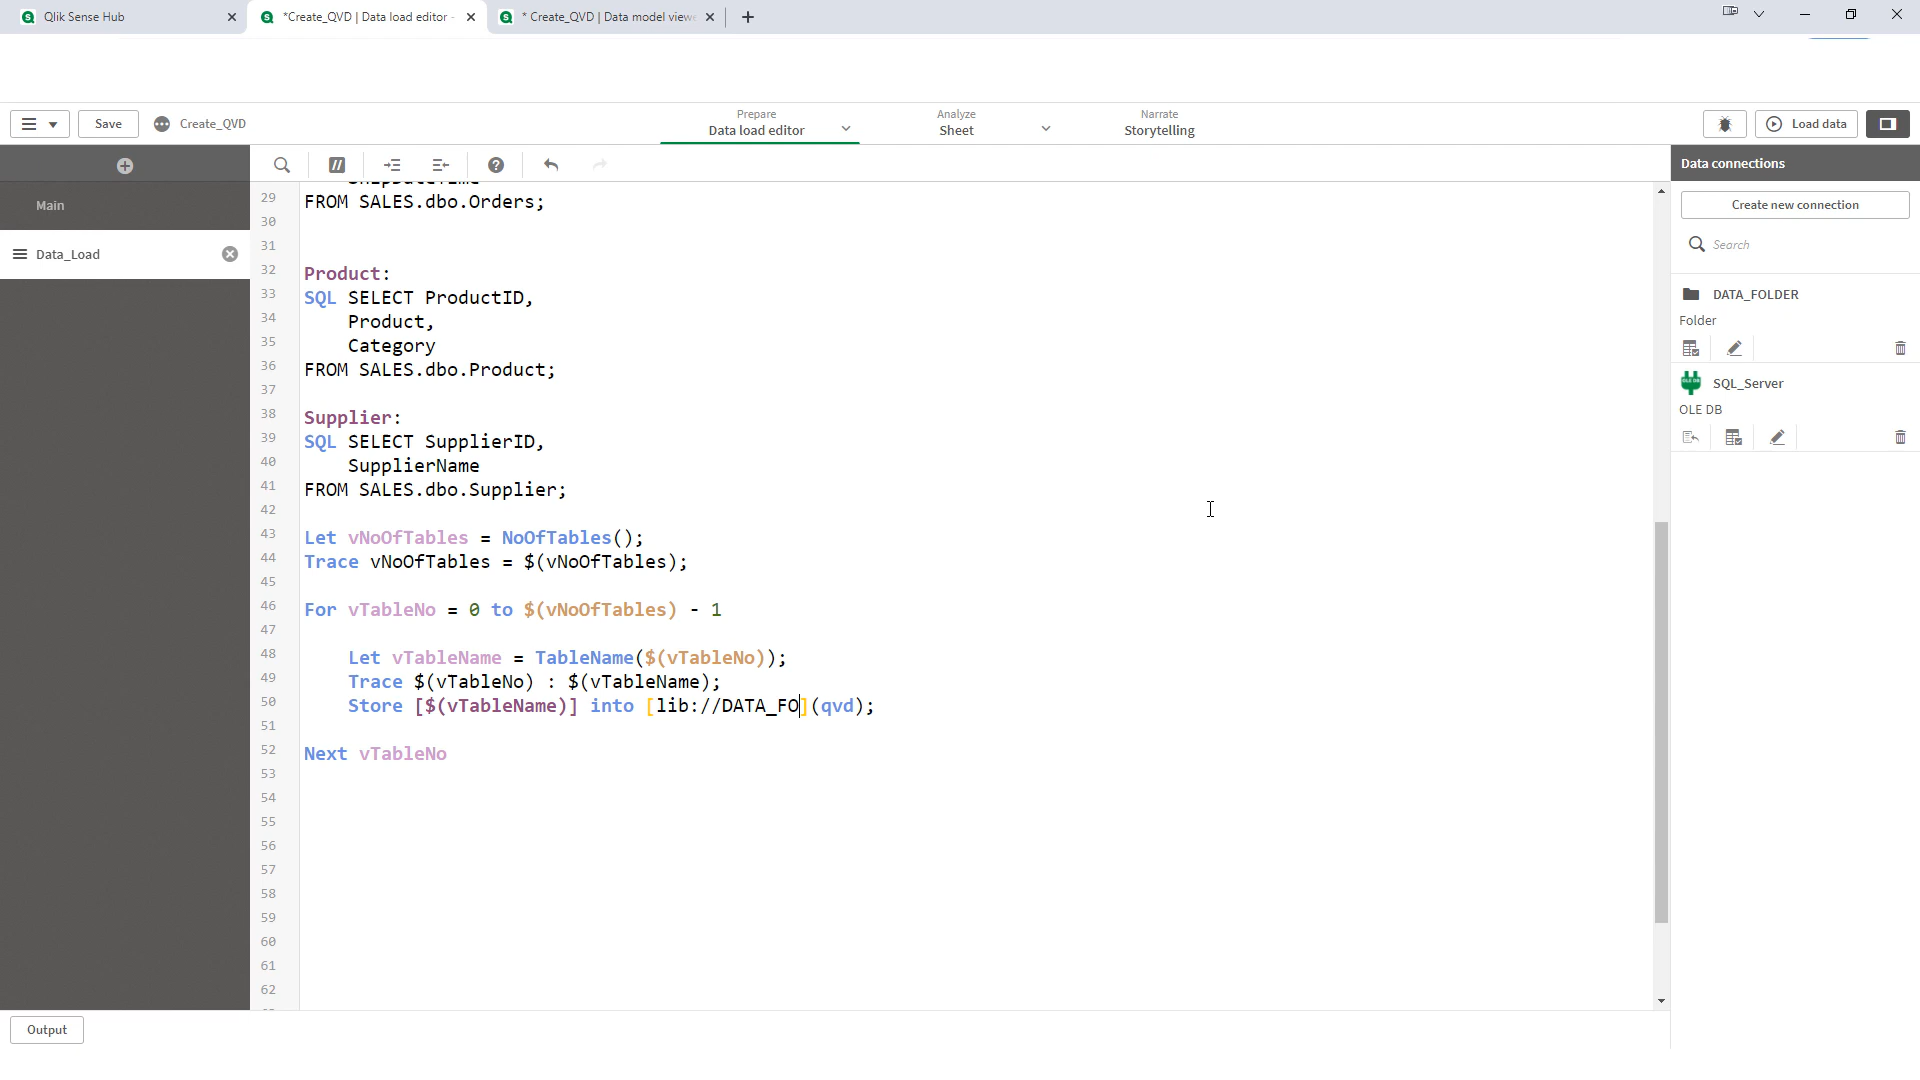 Qlik Sense Hub
*Create_QVD | Data load editor -
* Create_QVD | Data model viewe
Save
Create_QVD
Prepare
Data load editor
Analyze
Sheet
Narrate
Storytelling
Load data
Main
Data_Load
29 FROM SALES.dbo.Orders;
30
31
32 Product:
33 SQL SELECT ProductID,
34 Product,
35 Category
36 FROM SALES.dbo.Product;
37
38 Supplier:
39 SQL SELECT SupplierID,
40 SupplierName
41 FROM SALES.dbo.Supplier;
42
43 Let vNoOfTables = NoOfTables();
44 Trace vNoOfTables = $(vNoOfTables);
45
46 For vTableNo = 0 to $(vNoOfTables) - 1
47
48 Let vTableName = TableName($(vTableNo));
49 Trace $(vTableNo) : $(vTableName);
50 Store [$(vTableName)] into [lib://DATA_FO](qvd);
51
52 Next vTableNo
53
54
55
56
57
58
59
60
61
62
Data connections
Create new connection
Search
DATA_FOLDER
Folder
OLE DB
SQL_Server
OLE DB
Output